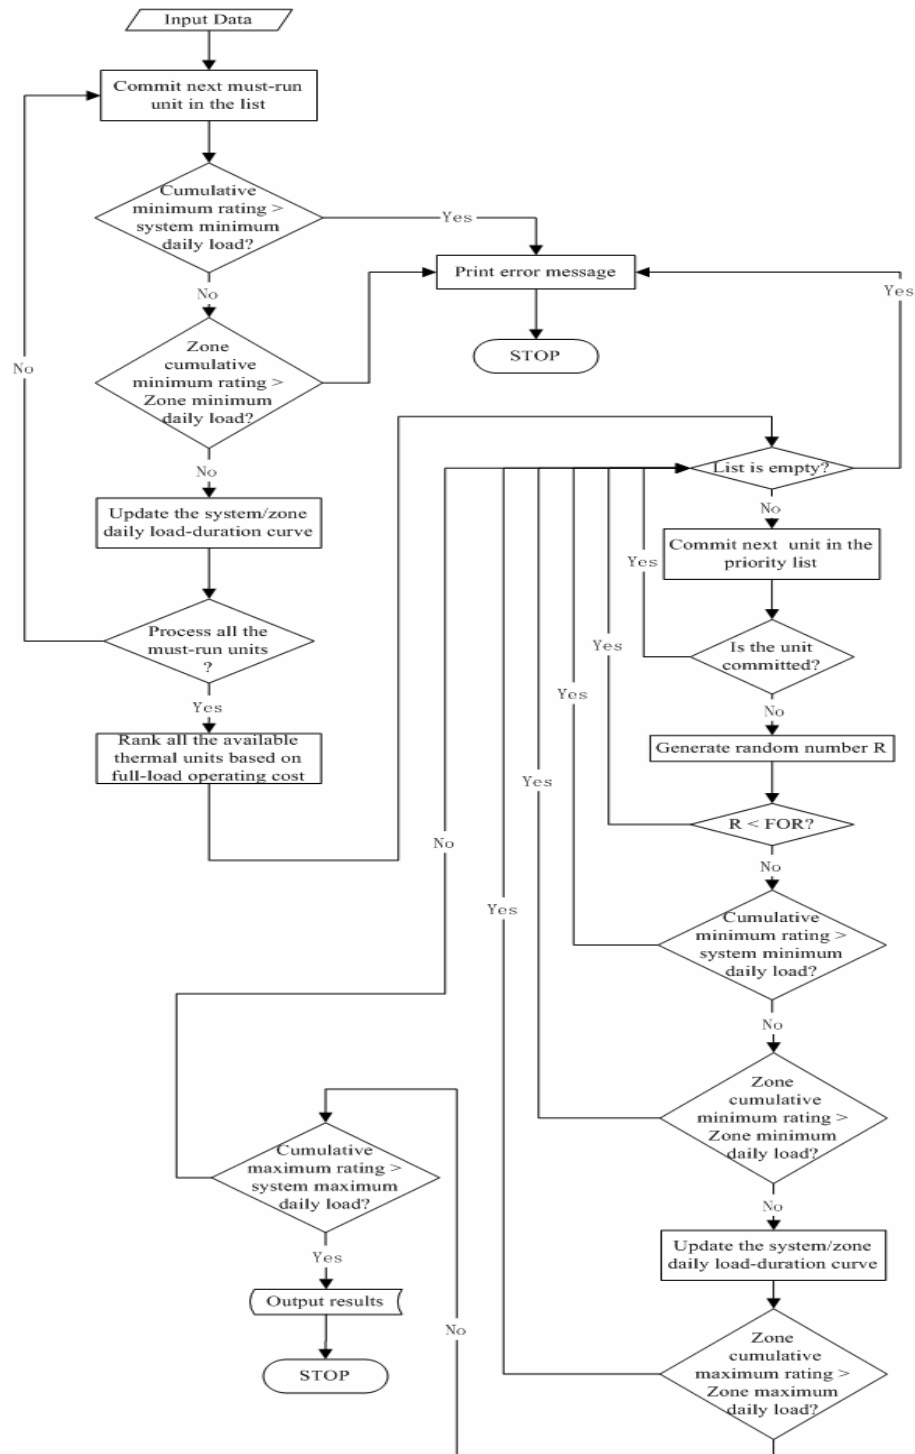 Input Data
Commit next must-run
unit in the list
Cumulative
minimum rating >
system minimum
daily load?
Yes
No
Print error message
STOP
Zone
cumulative
minimum rating >
Zone minimum
daily load?
No
No
Update the system/zone
daily load-duration curve
Process all the
must-run units
?
Yes
Rank all the available
thermal units based on
full-load operating cost
Yes
List is empty?
No
Commit next unit in the
priority list
Yes
Is the unit
committed?
No
Generate random number R
Yes
R < FOR?
No
Yes
Cumulative
minimum rating >
system minimum
daily load?
No
Yes
Zone
cumulative
minimum rating >
Zone minimum
daily load?
No
Update the system/zone
daily load-duration curve
Yes
Zone
cumulative
maximum rating >
Zone maximum
daily load?
No
No
Cumulative
maximum rating >
system maximum
daily load?
Yes
Output results
STOP